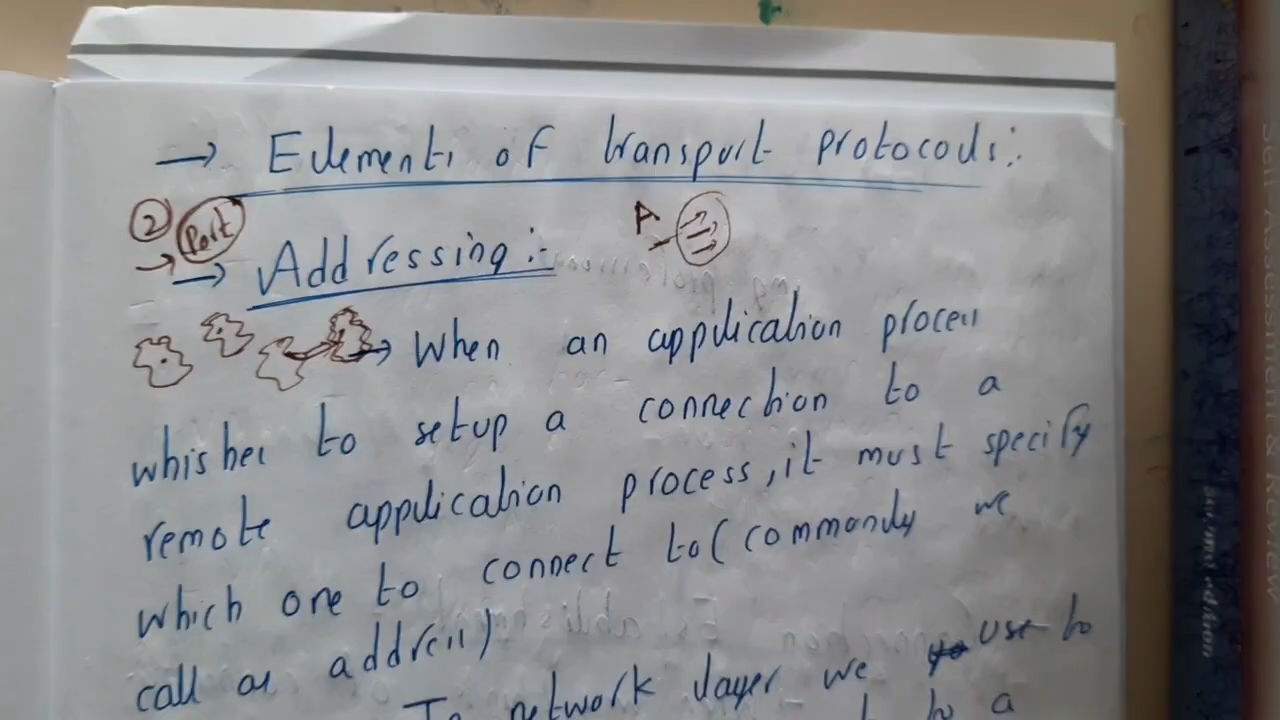 → Elements of transport protocols :-
② Port A
→ → Addressing :-
→ When an application process
whishes to setup a connection to a
remote application process, it must specify
which one to connect to (commonly we
call as address)
In network layer we use to
to a